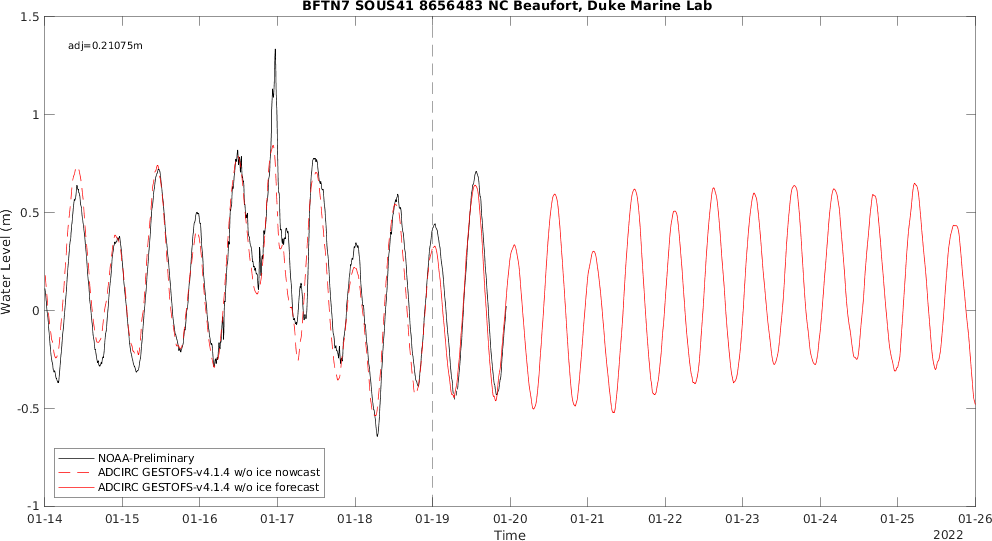 BFTN7 SOUS41 8656483 NC Beaufort, Duke Marine Lab
1.5
adj=0.21075m
1
0.5
Water Level (m)
0
-0.5
NOAA-Preliminary
ADCIRC GESTOFS-v4.1.4 w/o ice nowcast
ADCIRC GESTOFS-v4.1.4 w/o ice forecast
-1
01-14 01-15 01-16 01-17 01-18 01-19 01-20 01-21 01-22 01-23 01-24 01-25 01-26
Time
2022